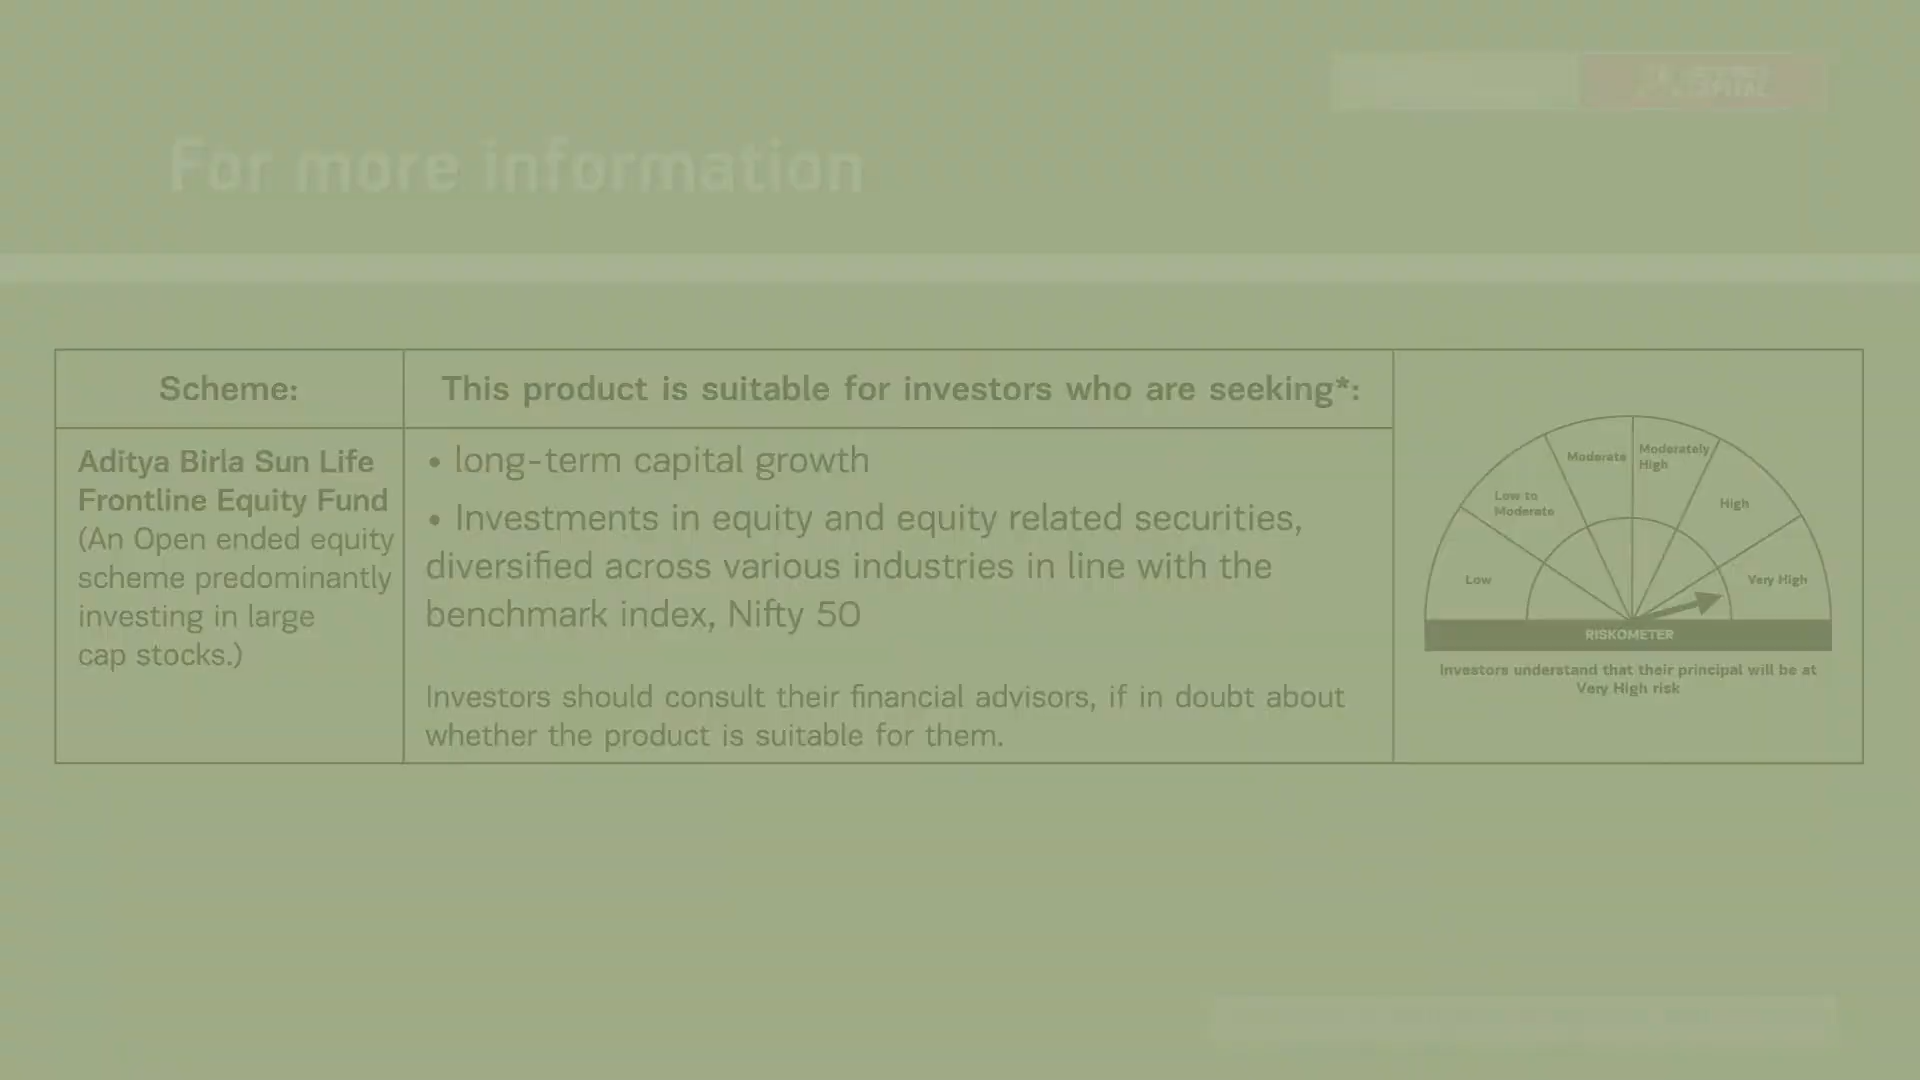 CAPITAL
For more information
Scheme:
This product is suitable for investors who are seeking*:
Aditya Birla Sun Life
Frontline Equity Fund
(An Open ended equity
scheme predominantly
investing in large
cap stocks.)
• long-term capital growth
• Investments in equity and equity related securities,
diversified across various industries in line with the
benchmark index, Nifty 50
Investors should consult their financial advisors, if in doubt about
whether the product is suitable for them.
Low
Low to
Moderate
Moderate
Moderately
High
High
Very High
RISKOMETER
Investors understand that their principal will be at
Very High risk